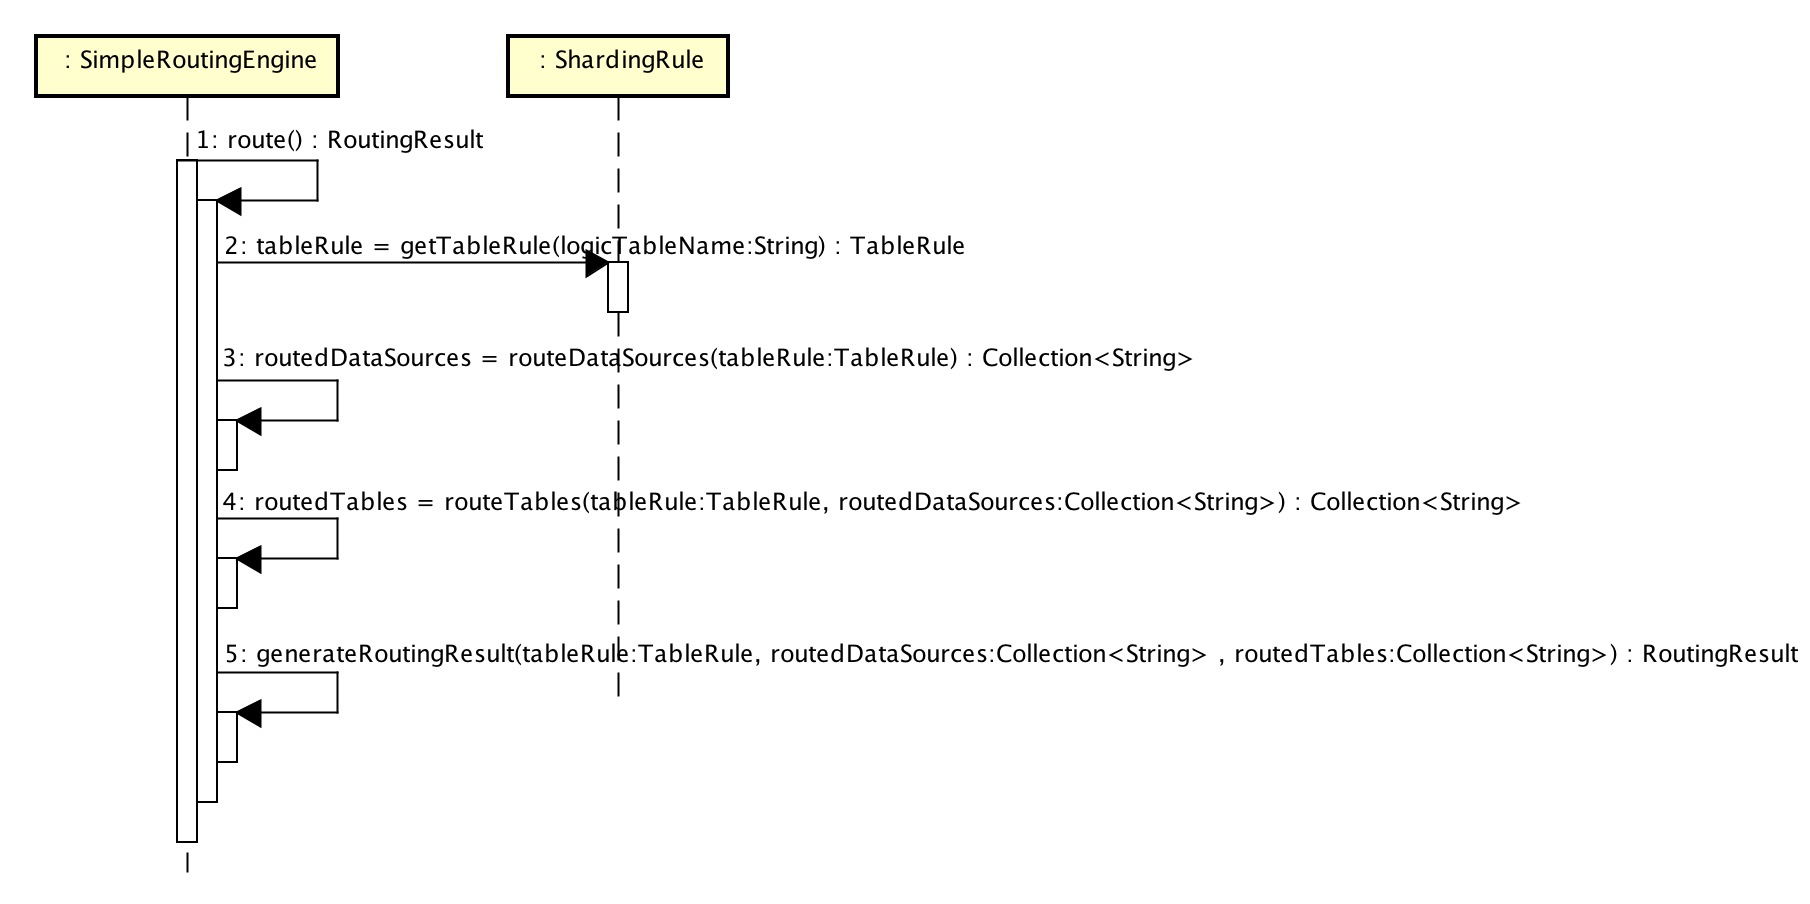 : SimpleRoutingEngine
: ShardingRule
1: route() : RoutingResult
2: tableRule = getTableRule(logicTableName:String) : TableRule
3: routedDataSources = routeDataSources(tableRule:TableRule) : Collection<String>
4: routedTables = routeTables(tableRule:TableRule, routedDataSources:Collection<String>) : Collection<String>
5: generateRoutingResult(tableRule:TableRule, routedDataSources:Collection<String> , routedTables:Collection<String>) : RoutingResult